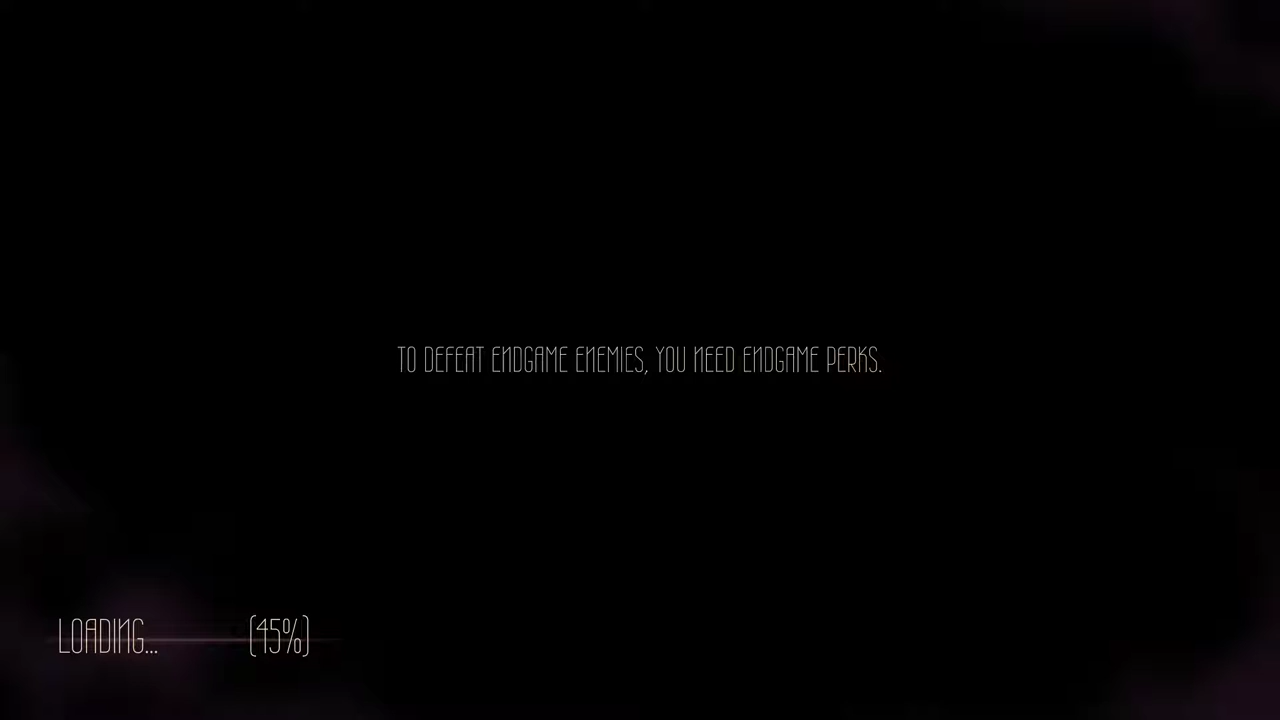 TO DEFEAT ENDGAME ENEMIES, YOU NEED ENDGAME PERKS.
LOADING... (45%)